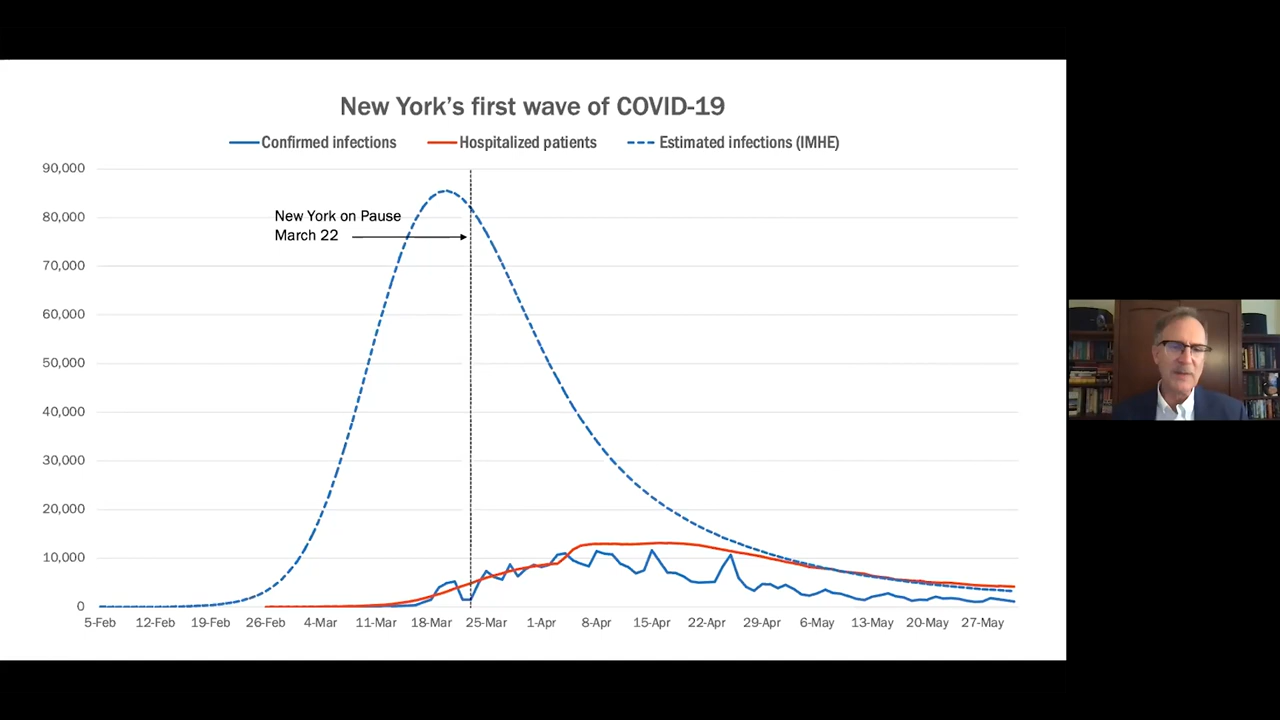 New York's first wave of COVID-19
Confirmed infections Hospitalized patients Estimated infections (IMHE)
90,000
80,000
70,000
60,000
50,000
40,000
30,000
20,000
10,000
0
New York on Pause
March 22
5-Feb 12-Feb 19-Feb 26-Feb 4-Mar 11-Mar 18-Mar 25-Mar 1-Apr 8-Apr 15-Apr 22-Apr 29-Apr 6-May 13-May 20-May 27-May